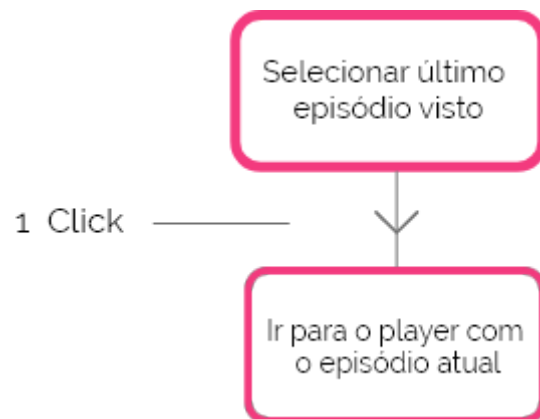 Selecionar último
episódio visto
1 Click
Ir para o player com
o episódio atual